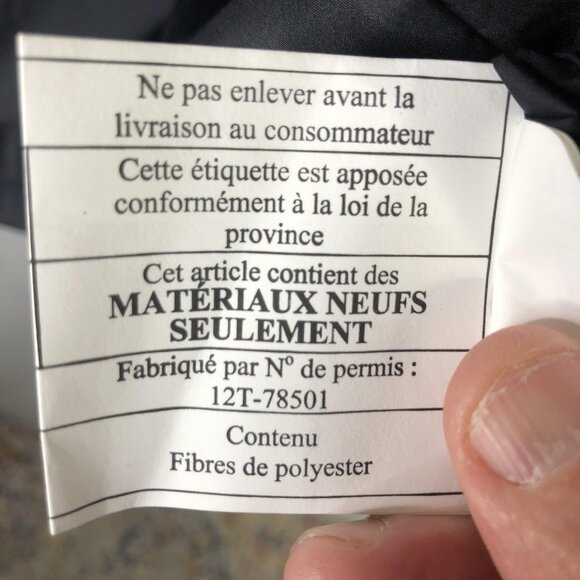 Ne pas enlever avant la
livraison au consommateur
Cette étiquette est apposée
conformément à la loi de la
province
Cet article contient des
MATÉRIAUX NEUFS
SEULEMENT
Fabriqué par Nº de permis :
12T-78501
Contenu
Fibres de polyester